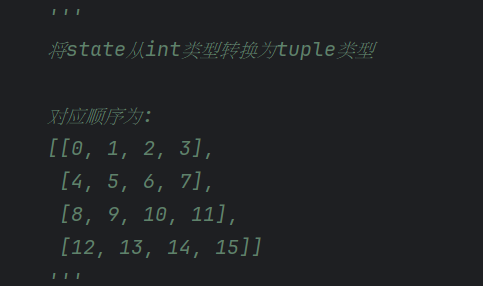 '''
将state从int类型转换为tuple类型
对应顺序为:
[[0, 1, 2, 3],
[4, 5, 6, 7],
[8, 9, 10, 11],
[12, 13, 14, 15]]
'''